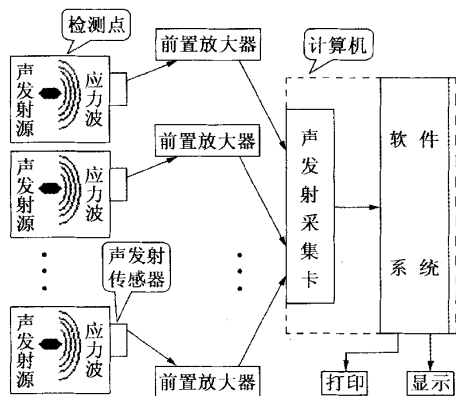 检测点
前置放大器
计算机
声发射源
应力波
前置放大器
声发射源
应力波
声发射采集卡
软件系统
声发射传感器
声发射源
应力波
前置放大器
打印
显示